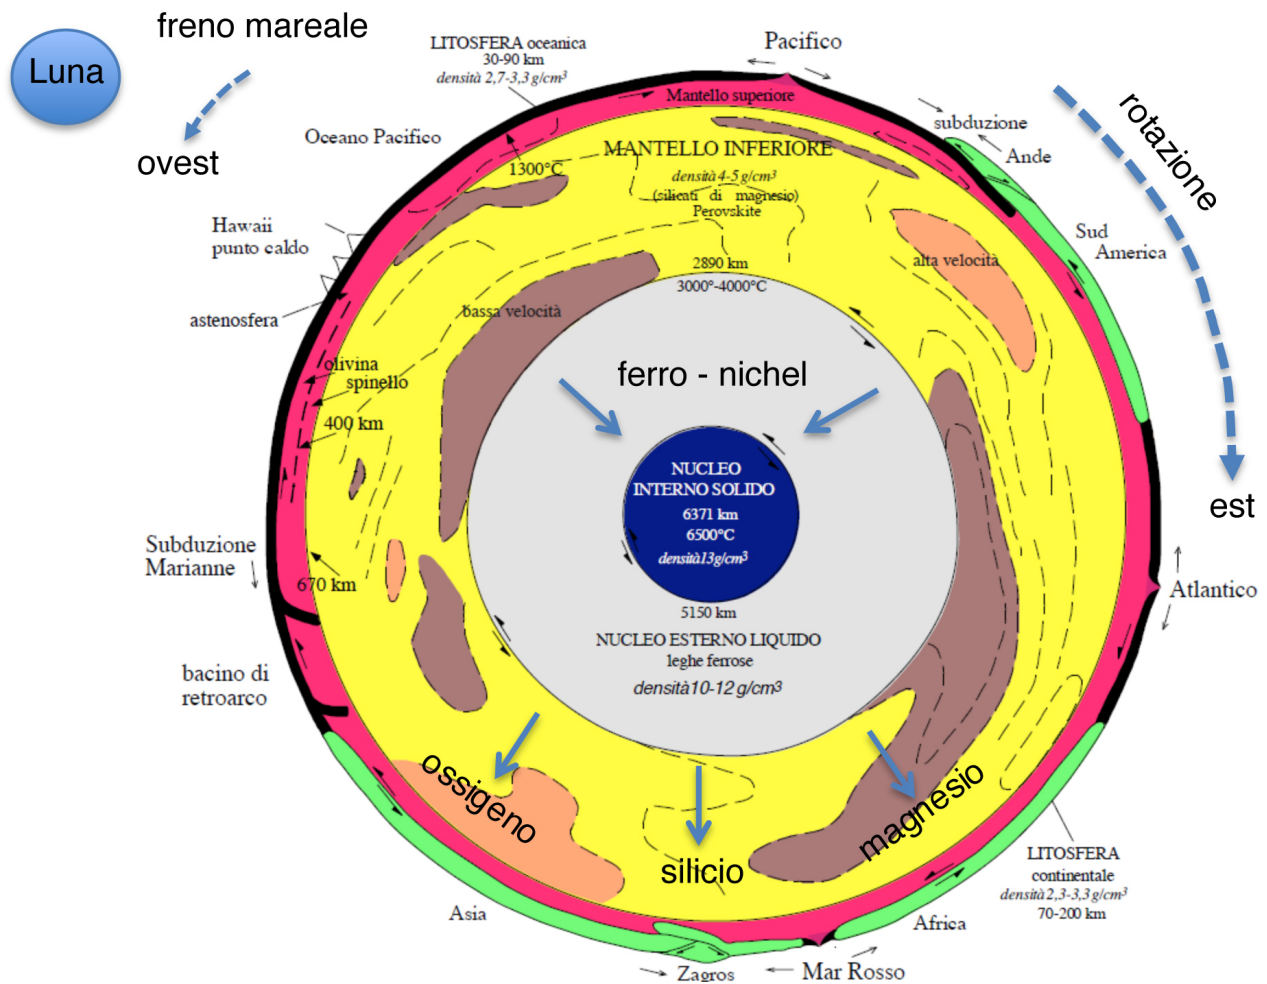 freno mareale
Luna
ovest
LITOSFERA oceanica
30-90 km
densità 2,7-3,3 g/cm³
Pacifico
Mantello superiore
rotazione
subduzione
Ande
Oceano Pacifico
MANTELLO INFERIORE
densità 4-5 g/cm³
(silicati di magnesio)
Perovskite
1300°C
Hawaii
punto caldo
Sud
America
alta velocità
2890 km
3000°-4000°C
bassa velocità
astenosfera
olivina
spinello
400 km
ferro - nichel
NUCLEO
INTERNO SOLIDO
6371 km
6500°C
densità13g/cm³
est
Subduzione
Marianne
670 km
Atlantico
5150 km
NUCLEO ESTERNO LIQUIDO
leghe ferrose
densità10-12 g/cm³
bacino di
retroarco
ossigeno
silicio
magnesio
LITOSFERA
continentale
densità 2,3-3,3 g/cm³
70-200 km
Asia
Africa
Zagros
Mar Rosso